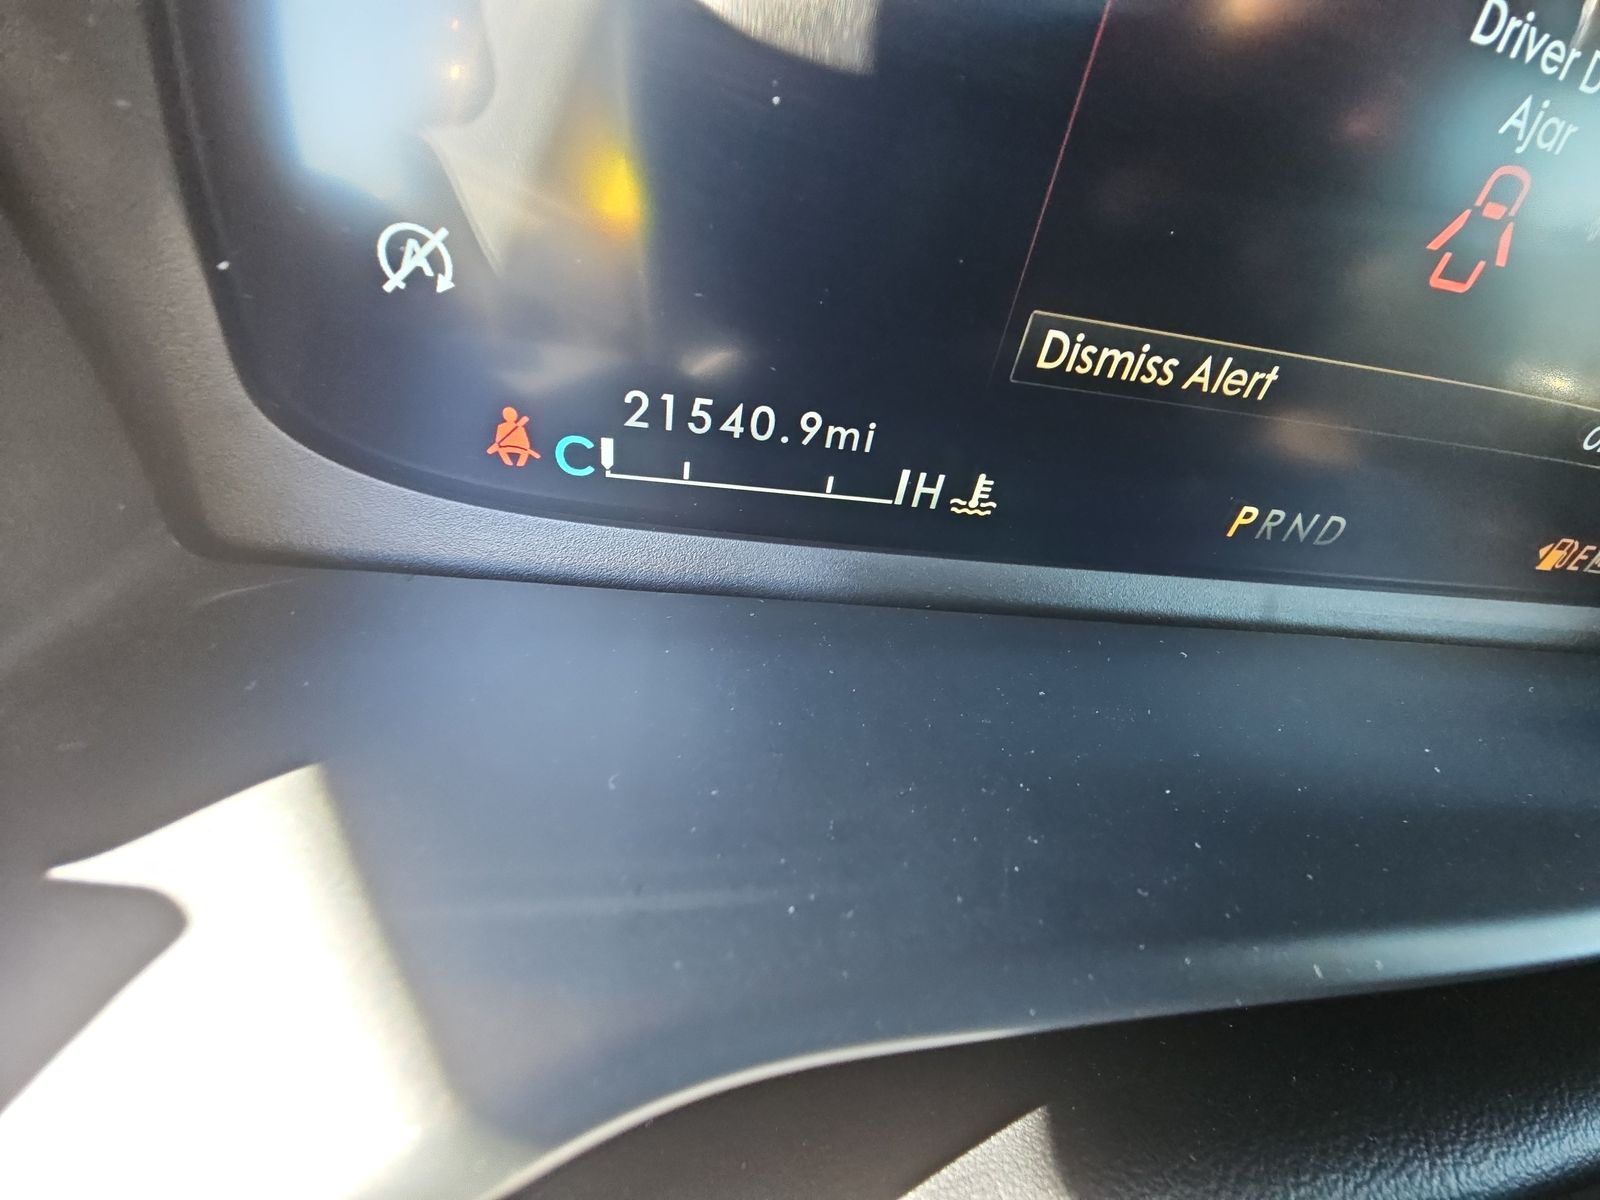 Driver
Ajar
A
Dismiss Alert
21540.9mi
C H
PRND
E